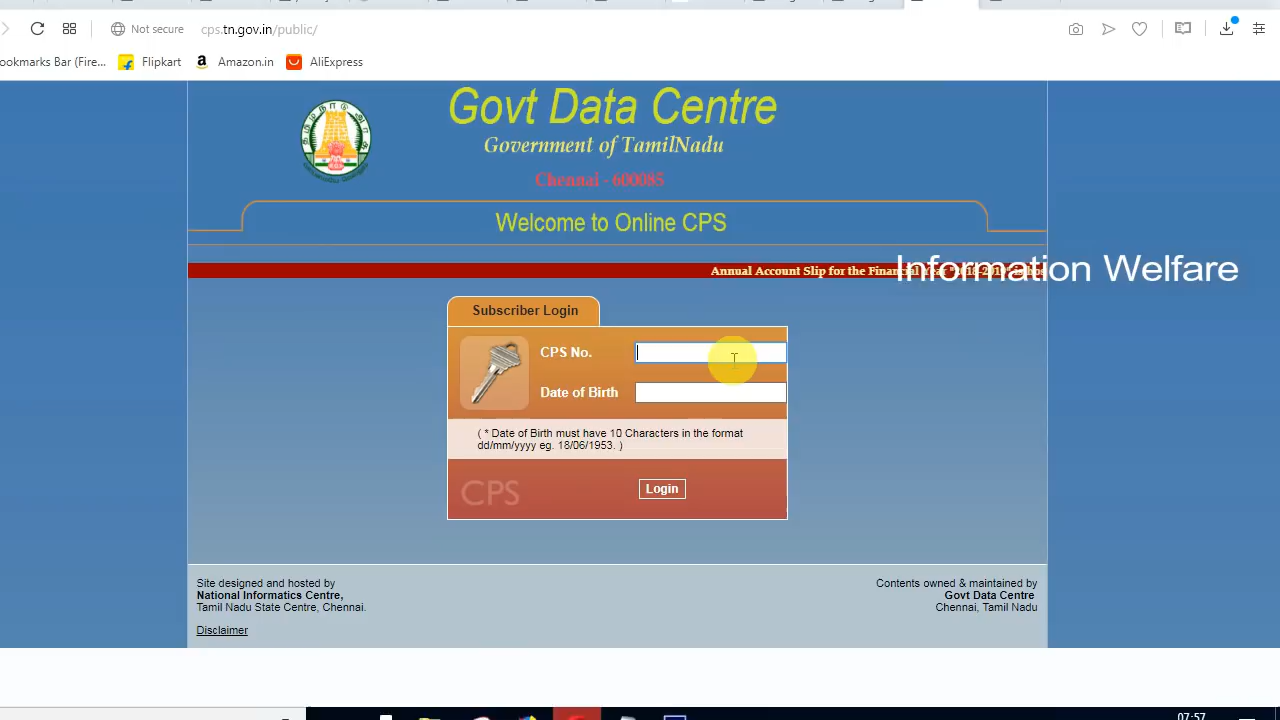 Not secure
cps.tn.gov.in/public/
ookmarks Bar (Fire...
Flipkart
Amazon.in
AliExpress
Govt Data Centre
Government of TamilNadu
Chennai - 600085
Welcome to Online CPS
Annual Account Slip for the Financial Year "2018-2019"
Information Welfare
Subscriber Login
CPS No.
Date of Birth
( * Date of Birth must have 10 Characters in the format
dd/mm/yyyy eg. 18/06/1953. )
CPS
Login
Site designed and hosted by
National Informatics Centre,
Tamil Nadu State Centre, Chennai.
Disclaimer
Contents owned & maintained by
Govt Data Centre
Chennai, Tamil Nadu
07:57